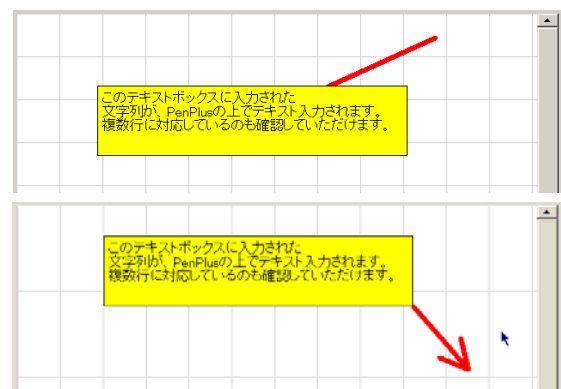 このテキストボックスに入力された
文字列が、PenPlusの上でテキスト入力されます。
複数行に対応しているのも確認していただけます。
このテキストボックスに入力された
文字列が、PenPlusの上でテキスト入力されます。
複数行に対応しているのも確認していただけます。